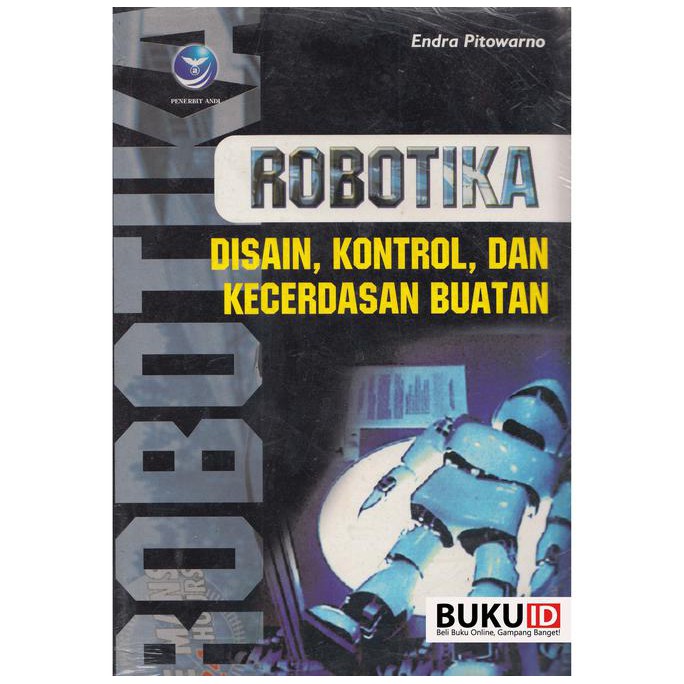 Endra Pitowarno
PENERBIT ANDI
ROBOTIKA
ROBOTIKA
DISAIN, KONTROL, DAN
KECERDASAN BUATAN
BUKU ID
Beli Buku Online, Gampang Banget!